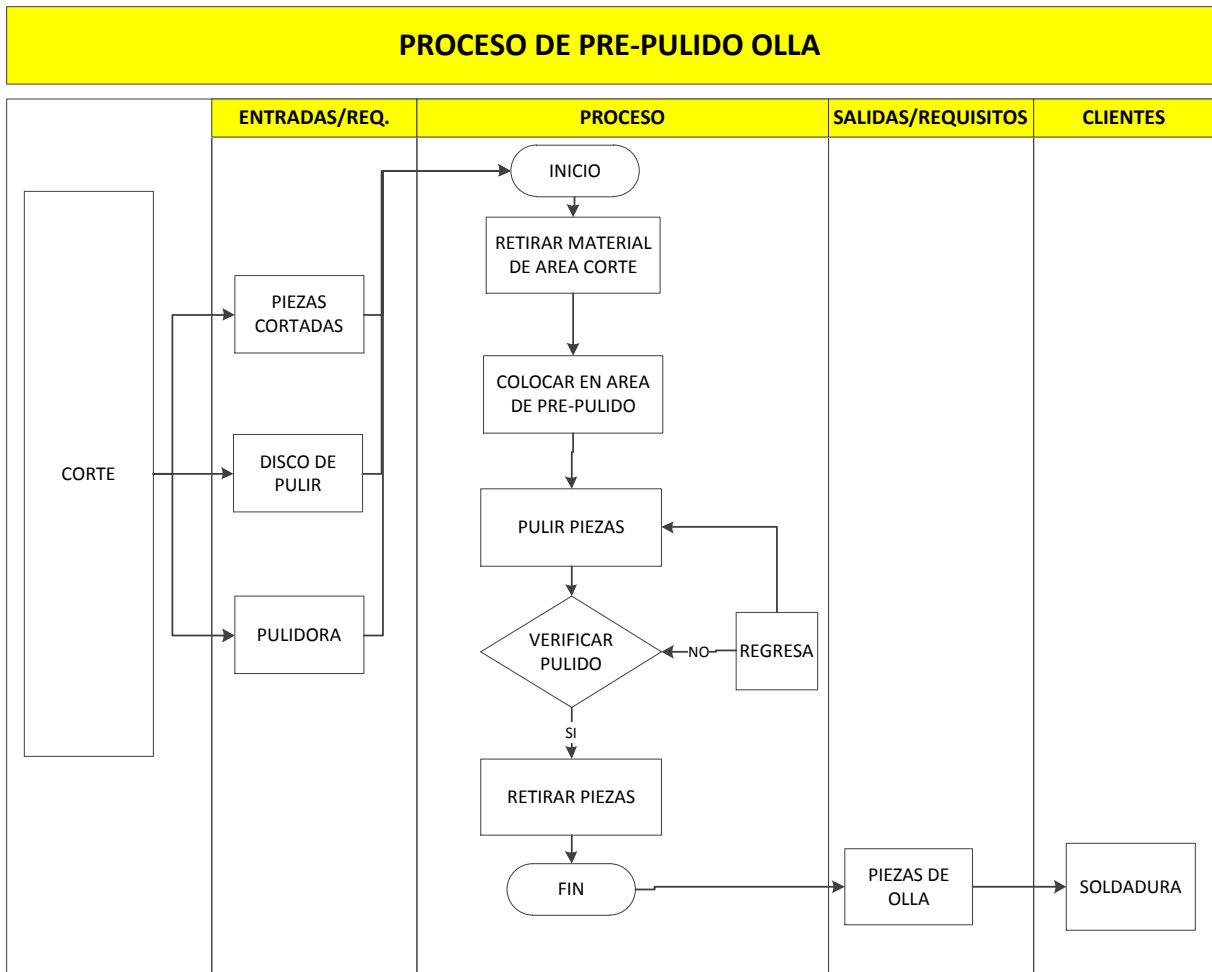 PROCESO DE PRE-PULIDO OLLA
ENTRADAS/REQ.
PROCESO
SALIDAS/REQUISITOS
CLIENTES
CORTE
PIEZAS
CORTADAS
DISCO DE
PULIR
PULIDORA
INICIO
RETIRAR MATERIAL
DE AREA CORTE
COLOCAR EN AREA
DE PRE-PULIDO
PULIR PIEZAS
VERIFICAR
PULIDO
NO
REGRESA
SI
RETIRAR PIEZAS
FIN
PIEZAS DE
OLLA
SOLDADURA